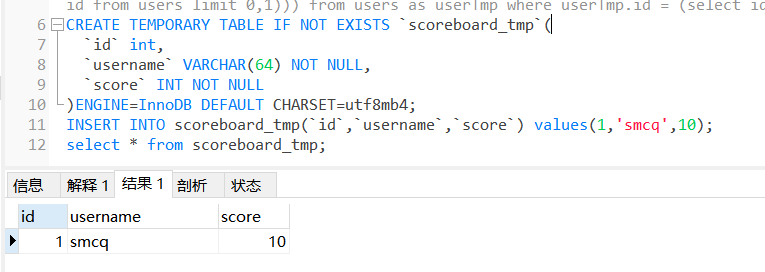 id from users limit 0,1))) from users as userTmp where userTmp.id = (select id
6 CREATE TEMPORARY TABLE IF NOT EXISTS `scoreboard_tmp`(
7 `id` int,
8 `username` VARCHAR(64) NOT NULL,
9 `score` INT NOT NULL
10 )ENGINE=InnoDB DEFAULT CHARSET=utf8mb4;
11 INSERT INTO scoreboard_tmp(`id`,`username`,`score`) values(1,'smcq',10);
12 select * from scoreboard_tmp;
信息 解释 1 结果 1 剖析 状态
id username score
1 smcq 10